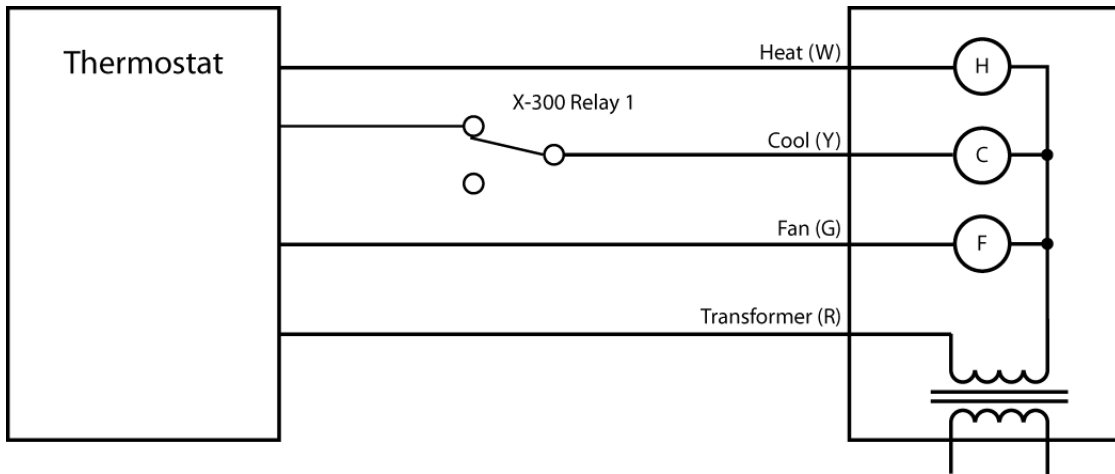 Thermostat
Heat (W)
H
X-300 Relay 1
Cool (Y)
C
Fan (G)
F
Transformer (R)